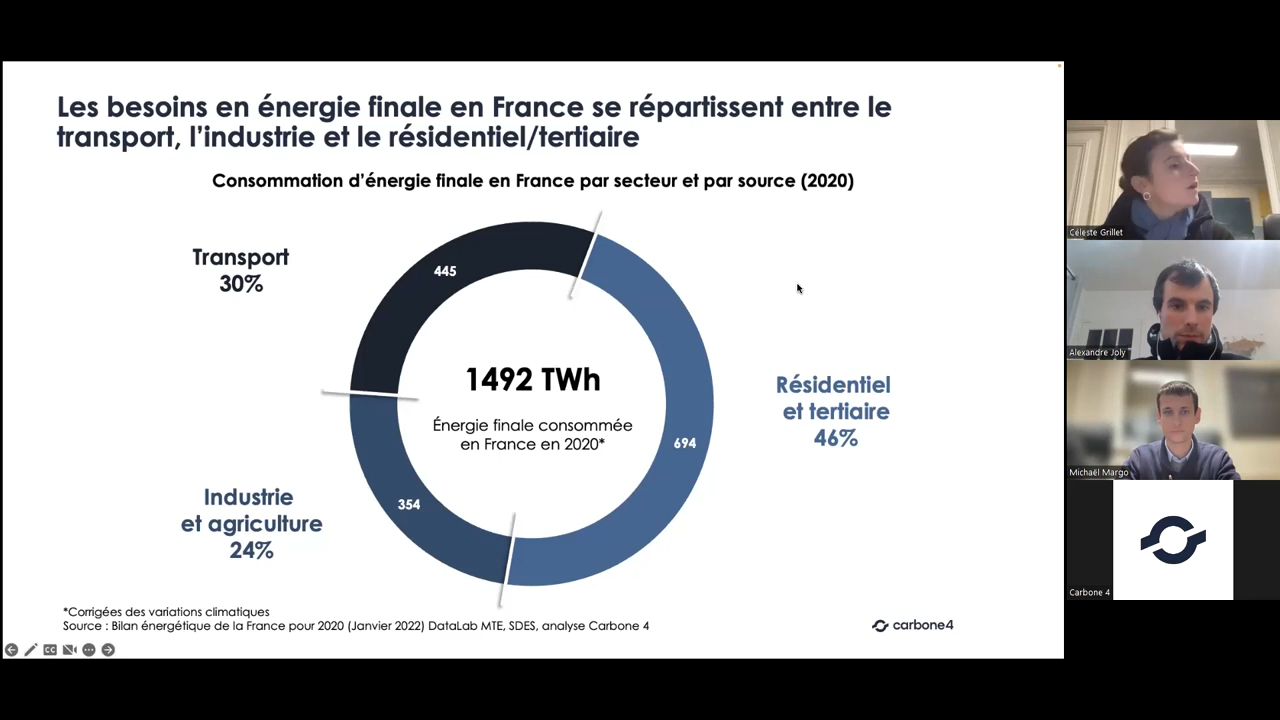 Les besoins en énergie finale en France se répartissent entre le
transport, l'industrie et le résidentiel/tertiaire
Consommation d'énergie finale en France par secteur et par source (2020)
Transport
30%
445
1492 TWh
Énergie finale consommée
en France en 2020*
Résidentiel
et tertiaire
46%
694
Industrie
et agriculture
24%
354
*Corrigées des variations climatiques
Source : Bilan énergétique de la France pour 2020 (Janvier 2022) DataLab MTE, SDES, analyse Carbone 4
carbone4
CC
Céleste Grillet
Alexandre Joly
Michaël Margo
Carbone 4